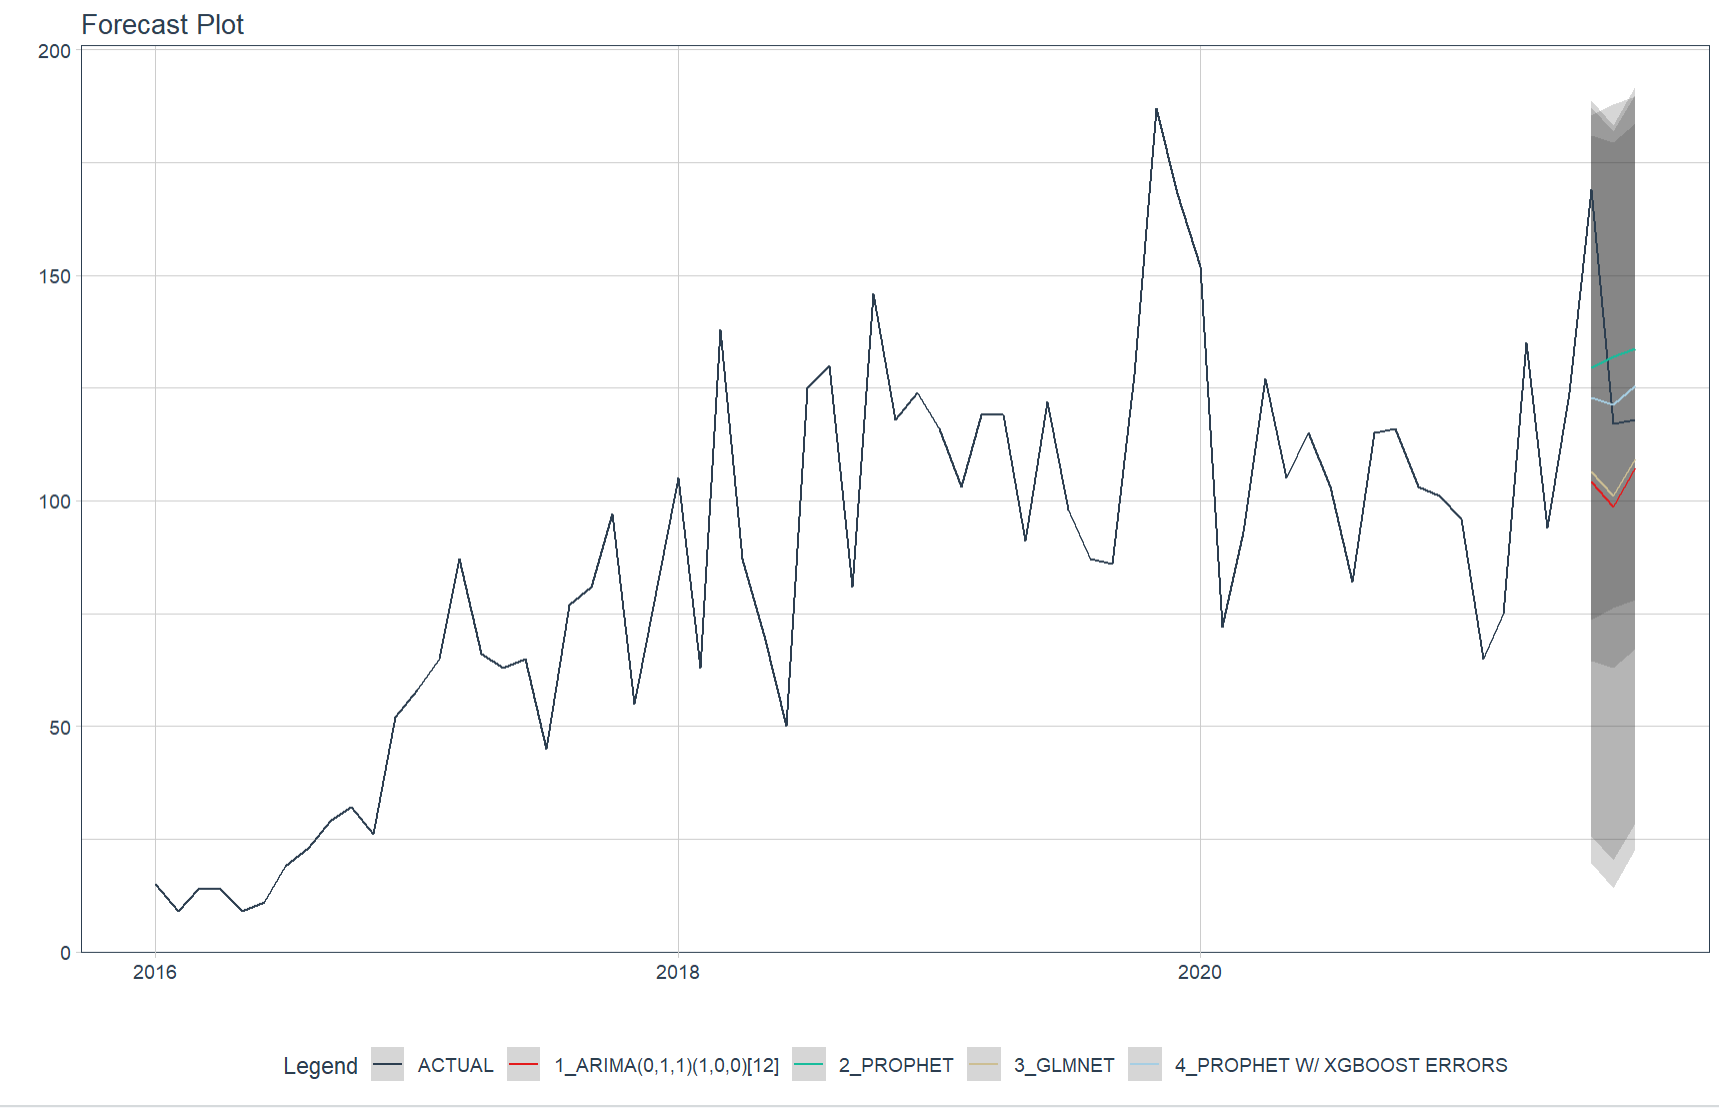 Forecast Plot
200
150
100
50
0
2016 2018 2020
Legend ACTUAL 1_ARIMA(0,1,1)(1,0,0)[12] 2_PROPHET 3_GLMNET 4_PROPHET W/ XGBOOST ERRORS